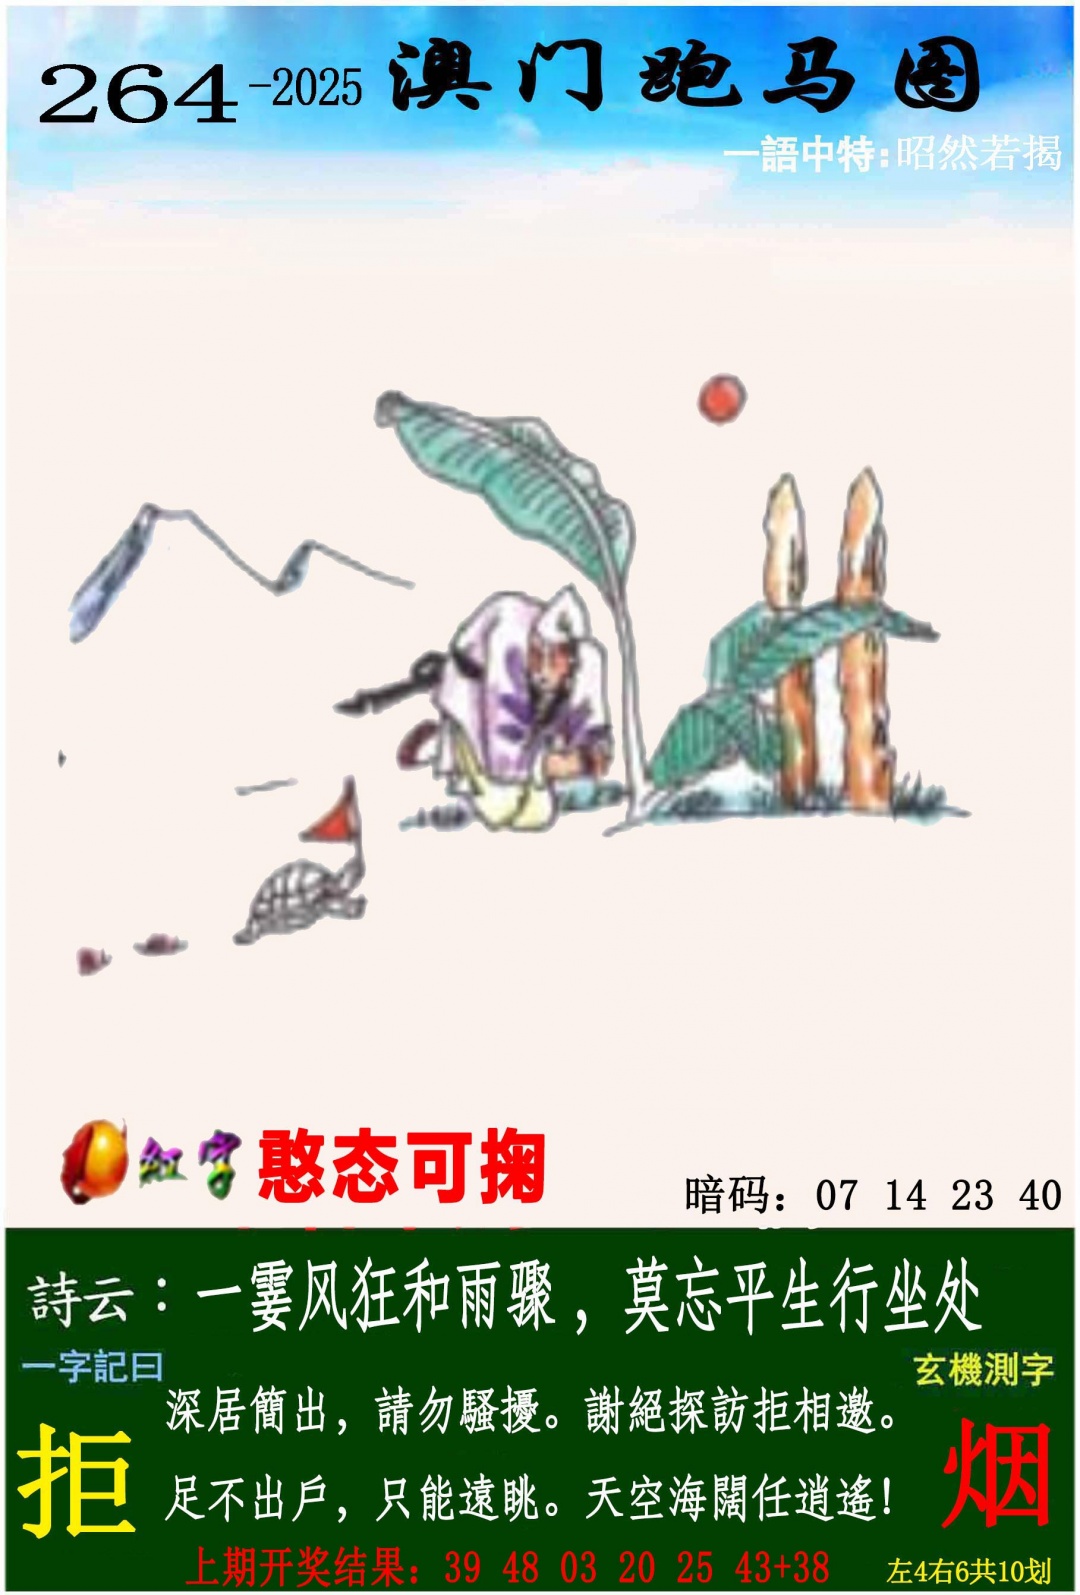 264-2025 澳门跑马图
一語中特:昭然若揭
红字 憨态可掬
暗码：07 14 23 40
詩云：一霎风狂和雨骤，莫忘平生行坐处
一字記曰
玄機測字
深居簡出，請勿騷擾。謝絕探訪拒相邀。
拒
烟
足不出戶，只能遠眺。天空海闊任逍遙！
上期开奖结果：39 48 03 20 25 43+38
左4右6共10划